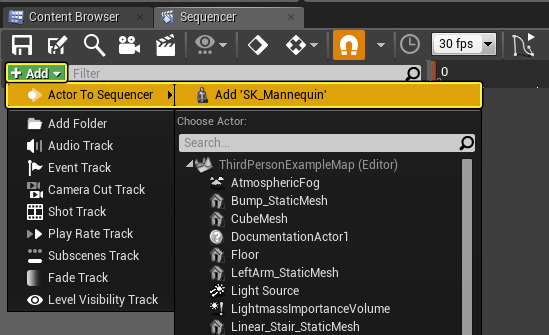 Content Browser
Sequencer
30 fps
+ Add
Filter
0
Actor To Sequencer
Add 'SK_Mannequin'
Add Folder
Audio Track
Event Track
Camera Cut Track
Shot Track
Play Rate Track
Subscenes Track
Fade Track
Level Visibility Track
Choose Actor:
Search...
ThirdPersonExampleMap (Editor)
AtmosphericFog
Bump_StaticMesh
CubeMesh
DocumentationActor1
Floor
LeftArm_StaticMesh
Light Source
LightmassImportanceVolume
Linear_Stair_StaticMesh